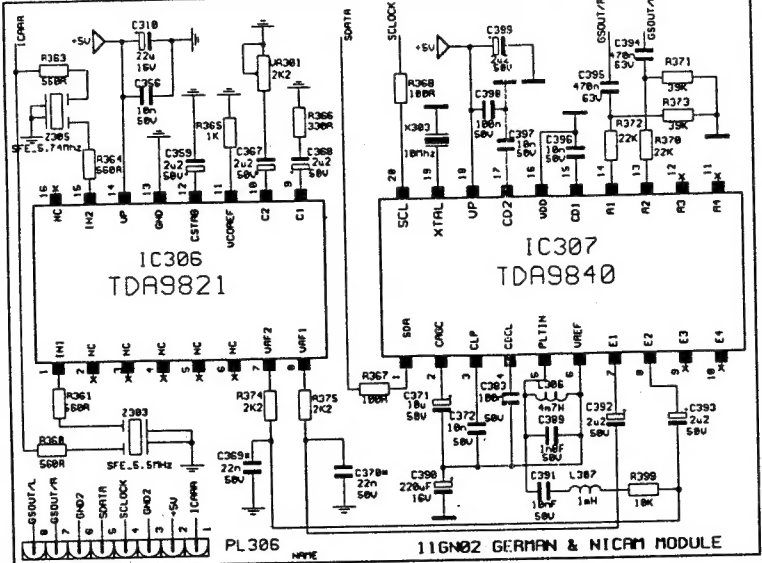 ICARR
R363
560R
Z305
SFE_5.74MHz
R364
560R
+5V
C310
22u
16V
C356
10n
50V
C359
2u2
50V
R365
1K
C367
2u2
50V
VR301
2K2
R366
330R
C368
2u2
50V
16 15 14 13 12 11 10 9
NC IN2 VP GND CSTAB VCOREF C2 C1
IC306
TDA9821
IN1 NC NC NC NC NC VAF2 VAF1
1 2 3 4 5 6 7 8
R361
560R
R360
560R
Z303
SFE_5.5MHz
R374
2K2
R375
2K2
C369*
22n
50V
C370*
22n
50V
SDATA
SCLOCK
R368
100R
X303
10Mhz
+5V
C399
2u2
50V
C398
100n
50V
C397
10n
50V
C396
10n
50V
GSOUT/R
GSOUT/
C395
470n
63V
C394
470n
63V
R371
39K
R373
39K
R372
22K
R370
22K
20 19 18 17 16 15 14 13 12 11
SCL XTAL VP CD2 VDD CD1 A1 A2 A3 A4
IC307
TDA9840
SDA CAGC CLP CDCL PLTIN VREF E1 E2 E3 E4
1 2 3 4 5 6 7 8 9 10
R367
100R
C371
10u
50V
C372
10n
50V
C383
100n
50V
L306
4m7H
C389
50V
C392
2u2
50V
C393
2u2
50V
C390
220uF
16V
C391
10nF
50V
L307
1mH
R399
10K
GSOUT/L
GSOUT/R
GND2
SDATA
SCLOCK
GND2
+5V
ICARR
8 7 6 5 4 3 2 1
PL306
NAME
11GN02 GERMAN & NICAM MODULE